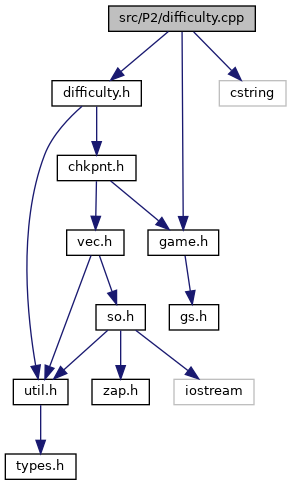 src/P2/difficulty.cpp
difficulty.h
cstring
chkpnt.h
vec.h
game.h
so.h
gs.h
util.h
zap.h
iostream
types.h